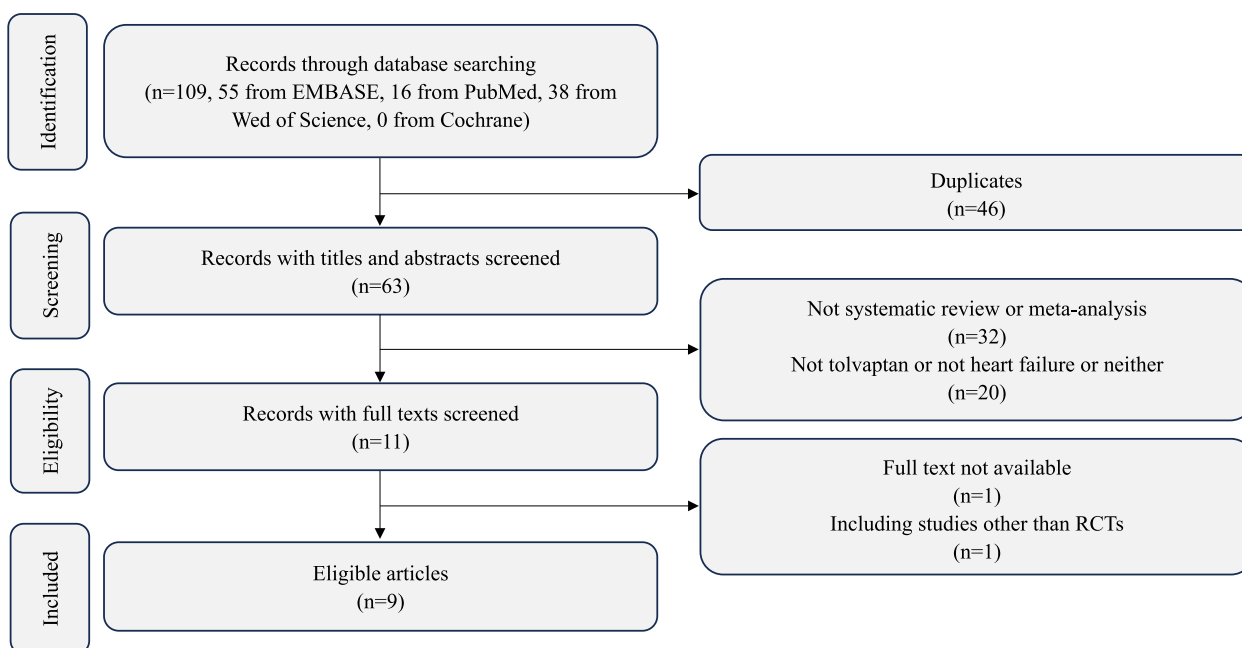 Identification
Records through database searching
(n=109, 55 from EMBASE, 16 from PubMed, 38 from
Wed of Science, 0 from Cochrane)
Duplicates
(n=46)
Screening
Records with titles and abstracts screened
(n=63)
Not systematic review or meta-analysis
(n=32)
Not tolvaptan or not heart failure or neither
(n=20)
Eligibility
Records with full texts screened
(n=11)
Full text not available
(n=1)
Including studies other than RCTs
(n=1)
Included
Eligible articles
(n=9)